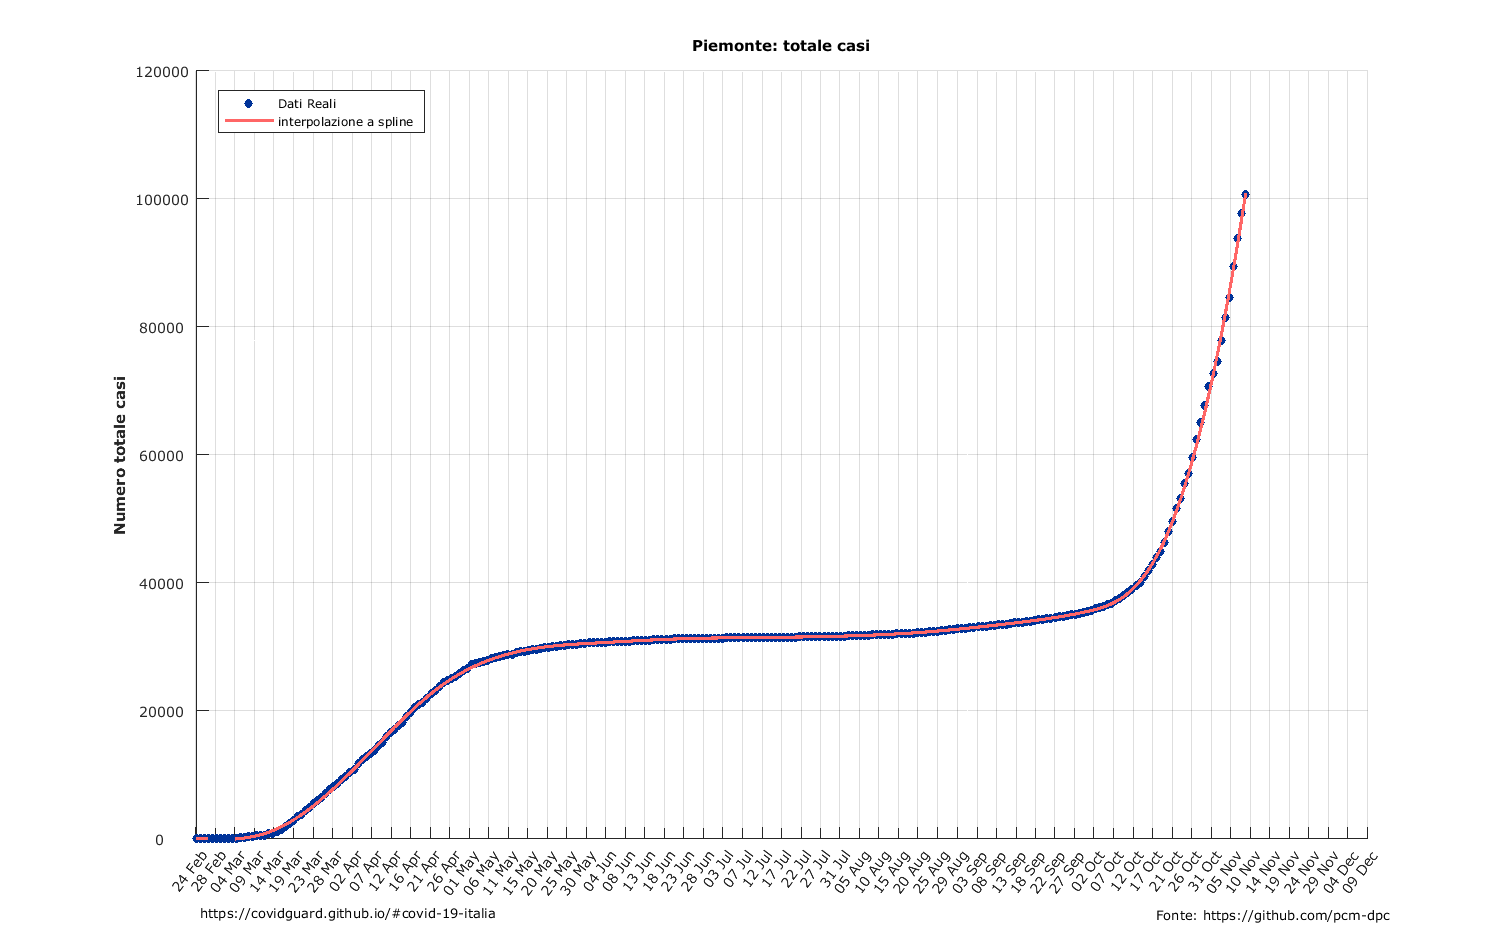 Piemonte: totale casi
120000
100000
80000
60000
40000
20000
0
Numero totale casi
Dati Reali
interpolazione a spline
24 Feb
28 Feb
04 Mar
09 Mar
14 Mar
19 Mar
23 Mar
28 Mar
02 Apr
07 Apr
12 Apr
16 Apr
21 Apr
26 Apr
01 May
06 May
11 May
15 May
20 May
25 May
30 May
04 Jun
08 Jun
13 Jun
18 Jun
23 Jun
28 Jun
03 Jul
07 Jul
12 Jul
17 Jul
22 Jul
27 Jul
31 Jul
05 Aug
10 Aug
15 Aug
20 Aug
25 Aug
29 Aug
03 Sep
08 Sep
13 Sep
18 Sep
22 Sep
27 Sep
02 Oct
07 Oct
12 Oct
17 Oct
21 Oct
26 Oct
31 Oct
05 Nov
10 Nov
14 Nov
19 Nov
24 Nov
29 Nov
04 Dec
09 Dec
https://covidguard.github.io/#covid-19-italia
Fonte: https://github.com/pcm-dpc